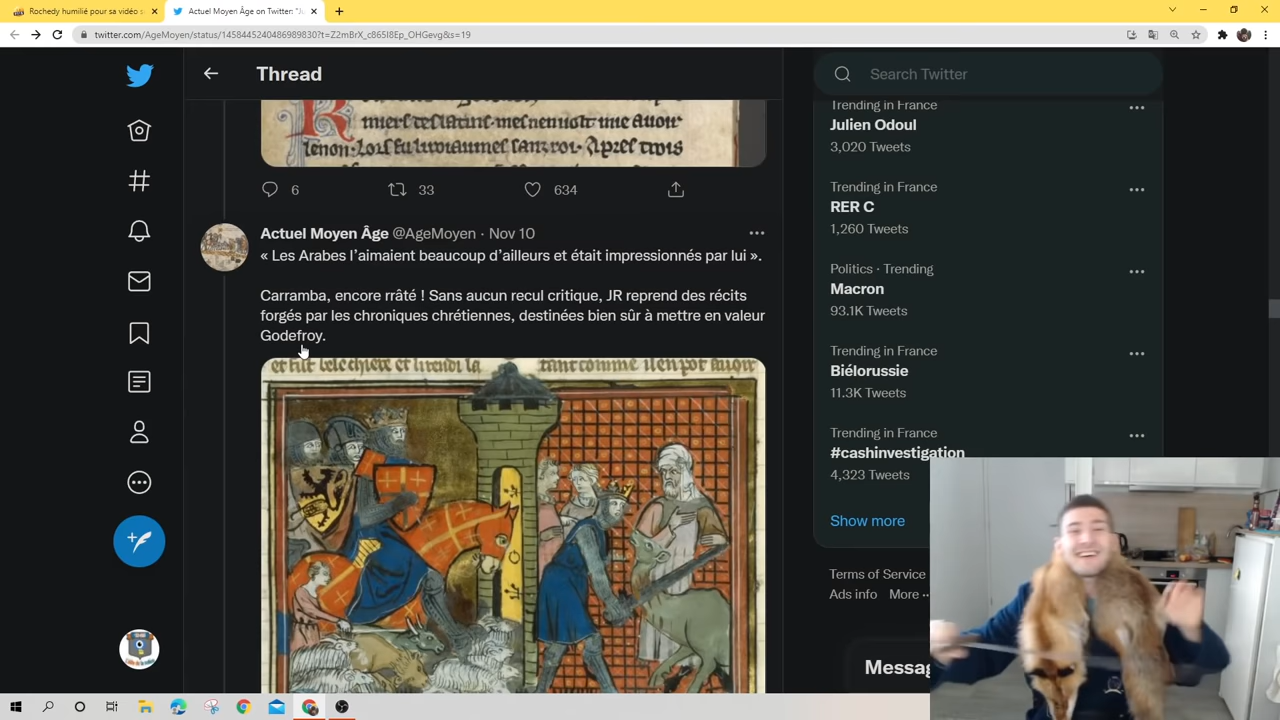 Rochedy humilié pour sa vidéo s
Actuel Moyen Âge on Twitter: "Ju
twitter.com/AgeMoyen/status/1458445240486989830?t=Z2mBrX_c865I8Ep_OHGevg&s=19
Thread
Search Twitter
miers des latins
6
33
634
Actuel Moyen Âge @AgeMoyen · Nov 10
« Les Arabes l'aimaient beaucoup d'ailleurs et était impressionnés par lui ».
Carramba, encore rrâté ! Sans aucun recul critique, JR reprend des récits
forgés par les chroniques chrétiennes, destinées bien sûr à mettre en valeur
Godefroy.
Trending in France
Julien Odoul
3,020 Tweets
Trending in France
RER C
1,260 Tweets
Politics · Trending
Macron
93.1K Tweets
Trending in France
Biélorussie
11.3K Tweets
Trending in France
#cashinvestigation
4,323 Tweets
Show more
Terms of Service
Ads info More ··
Messag